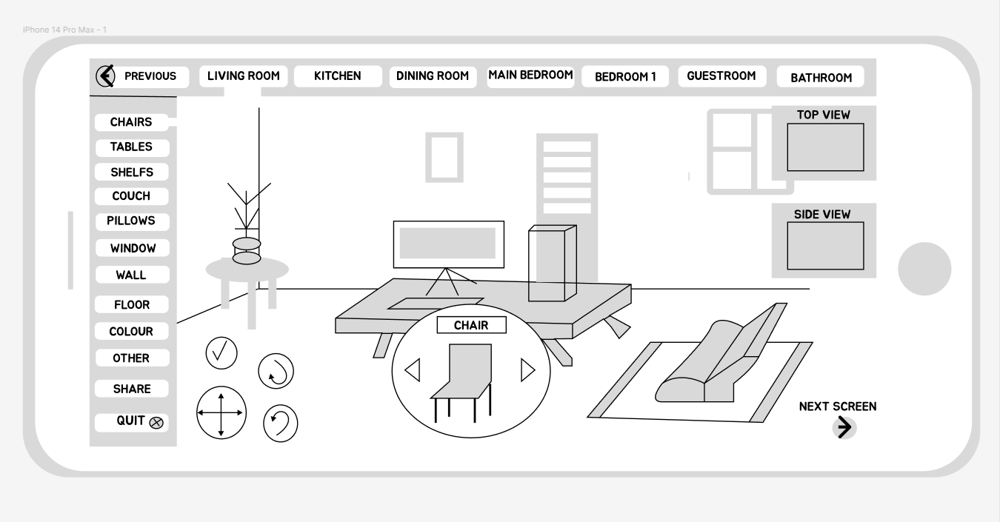 iPhone 14 Pro Max - 1
PREVIOUS
LIVING ROOM
KITCHEN
DINING ROOM
MAIN BEDROOM
BEDROOM 1
GUESTROOM
BATHROOM
CHAIRS
TABLES
SHELFS
COUCH
PILLOWS
WINDOW
WALL
FLOOR
COLOUR
OTHER
SHARE
QUIT
TOP VIEW
SIDE VIEW
CHAIR
NEXT SCREEN